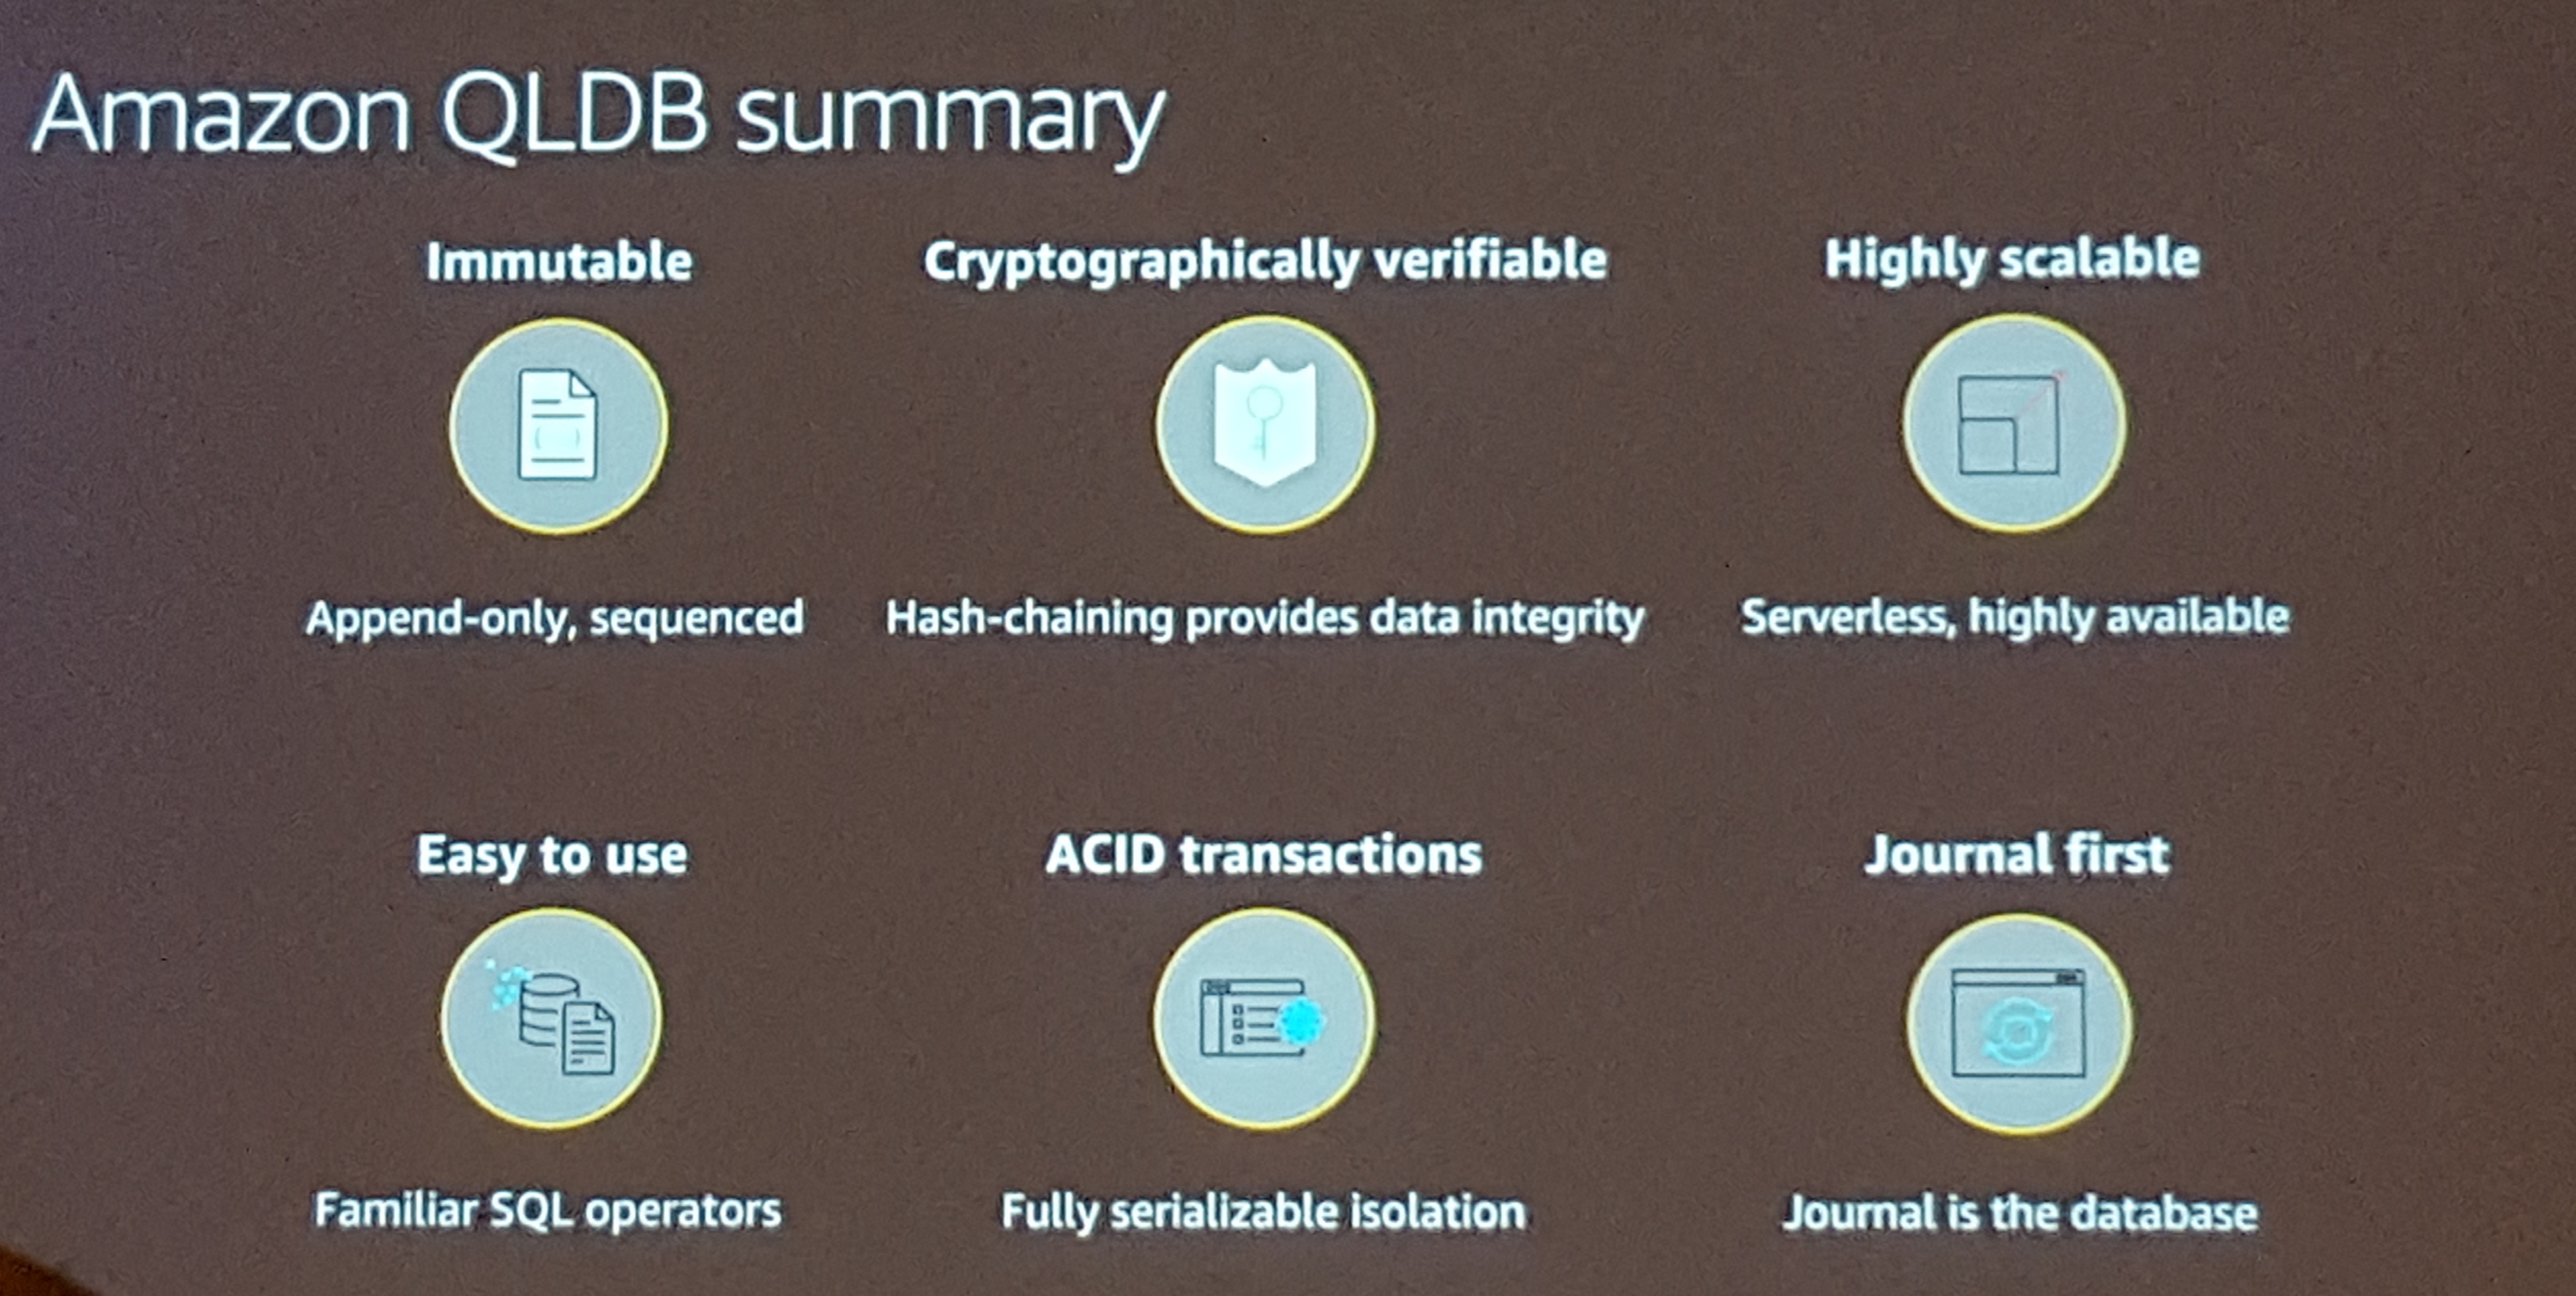 Amazon QLDB summary
Immutable
Cryptographically verifiable
Highly scalable
Append-only, sequenced
Hash-chaining provides data integrity
Serverless, highly available
Easy to use
ACID transactions
Journal first
Familiar SQL operators
Fully serializable isolation
Journal is the database